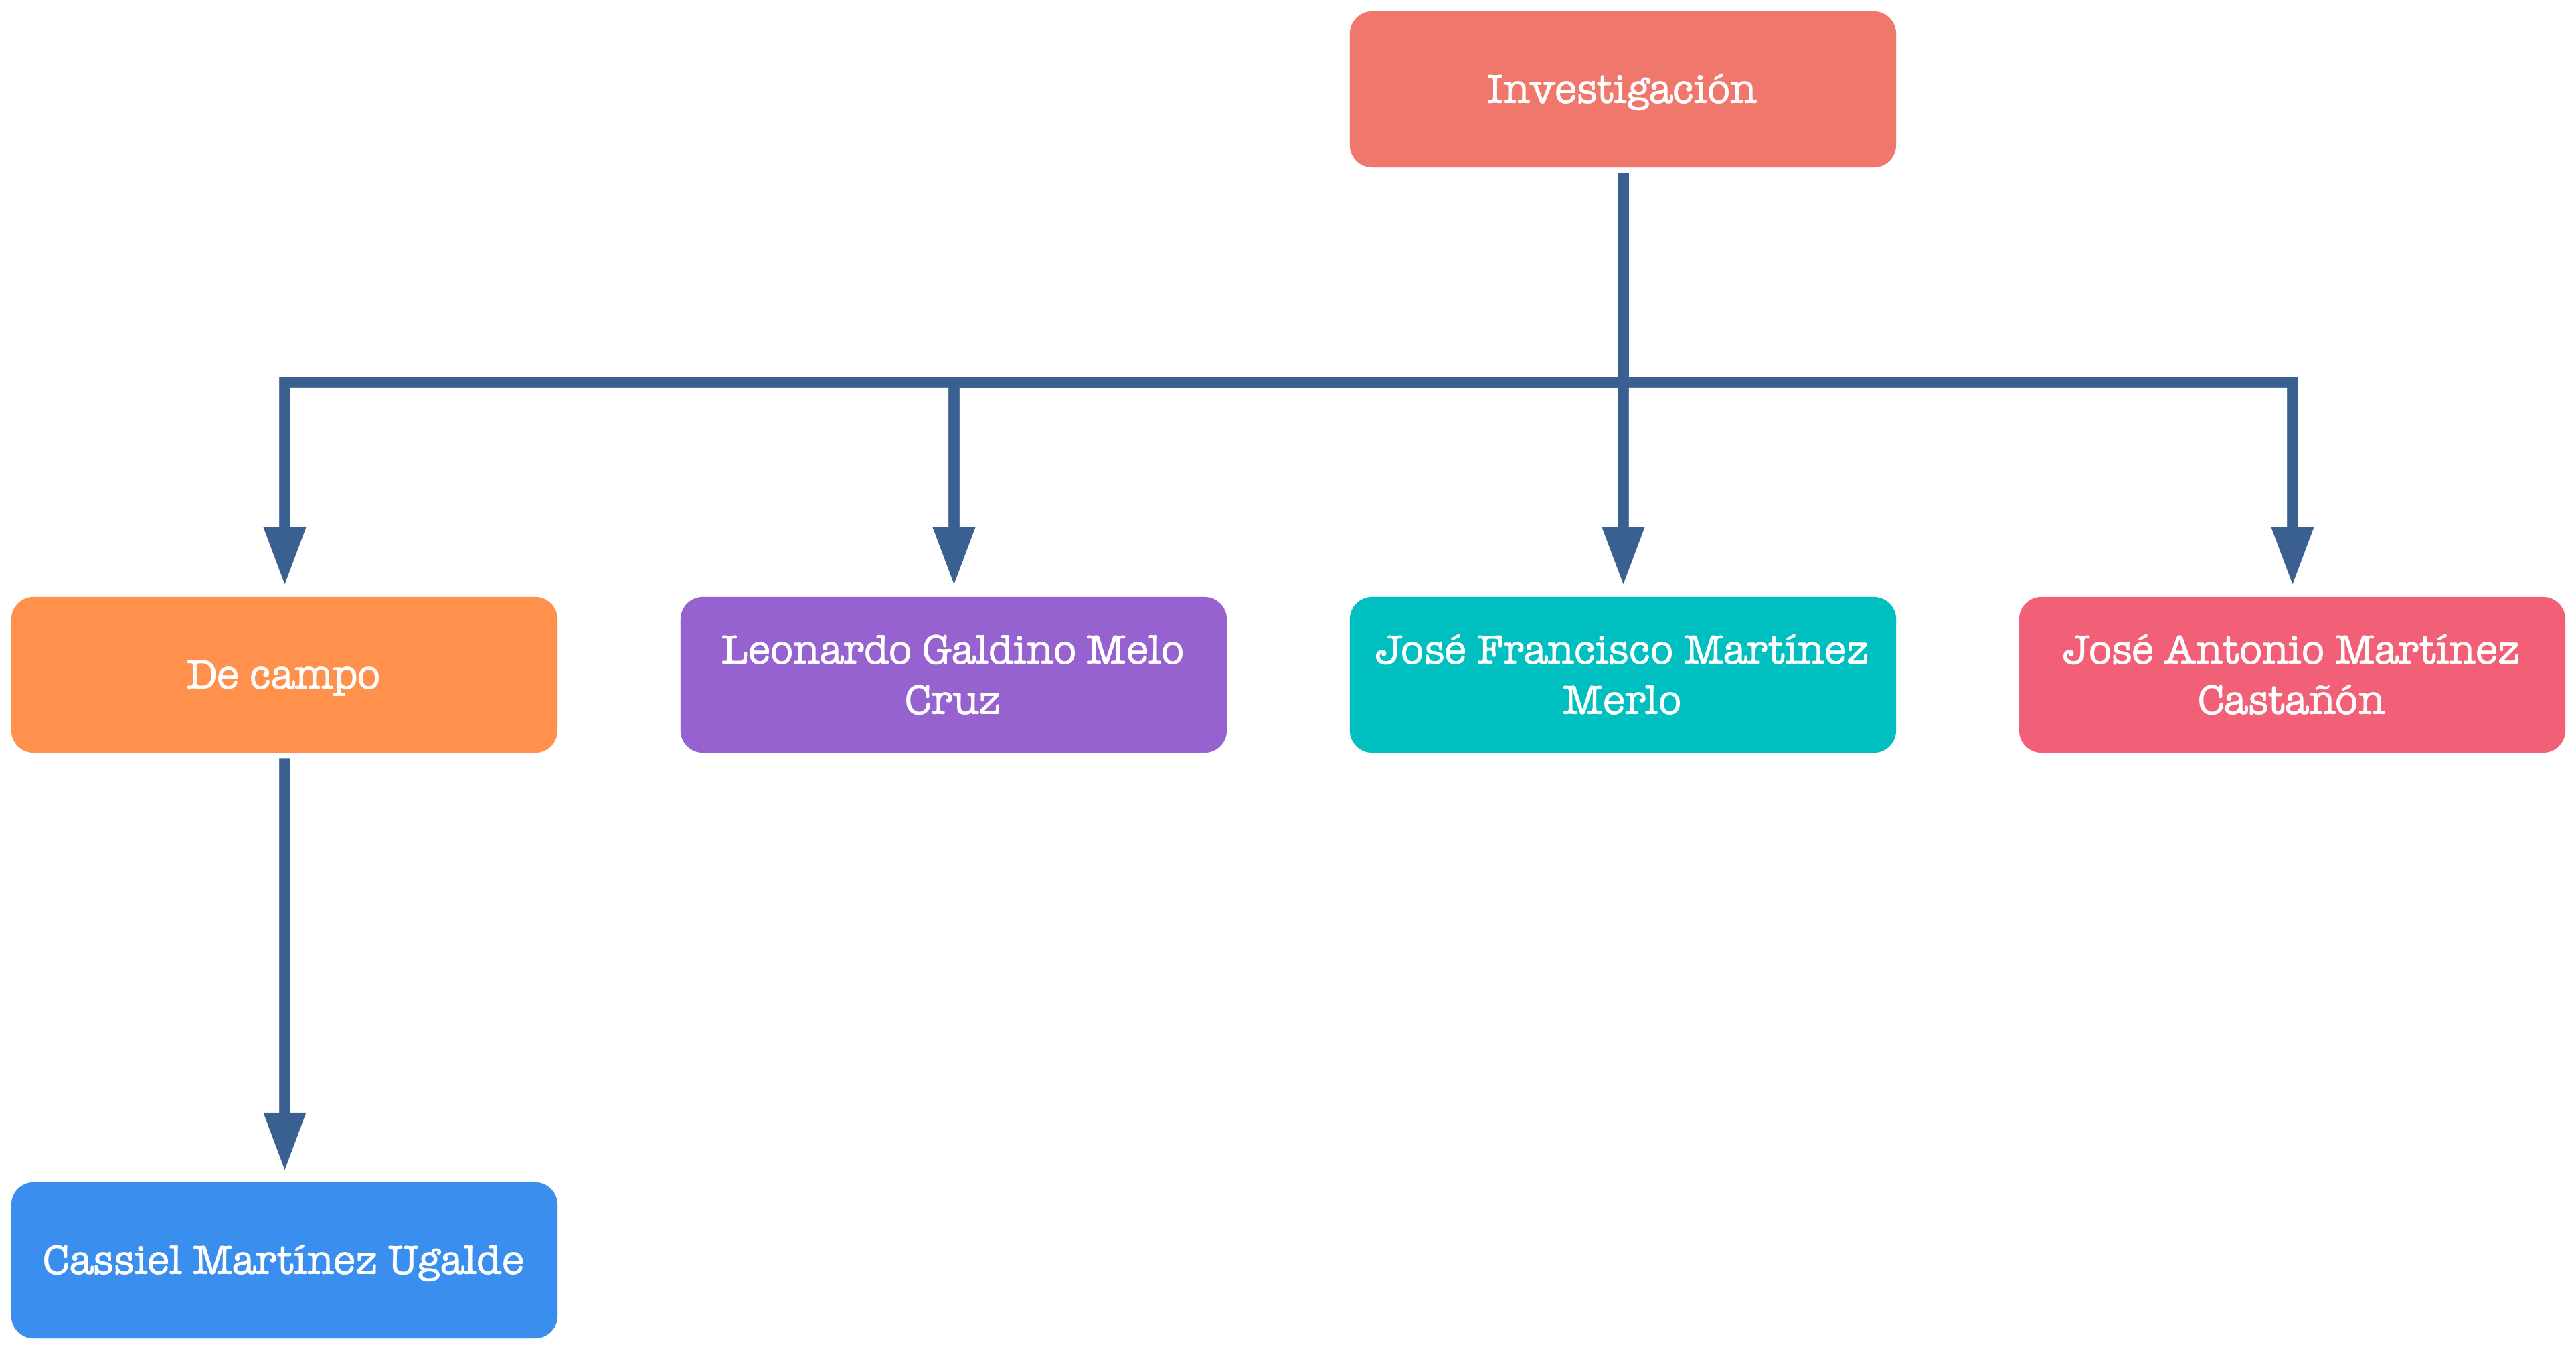 Investigación
De campo
Leonardo Galdino Melo
Cruz
José Francisco Martínez
Merlo
José Antonio Martínez
Castañón
Cassiel Martínez Ugalde